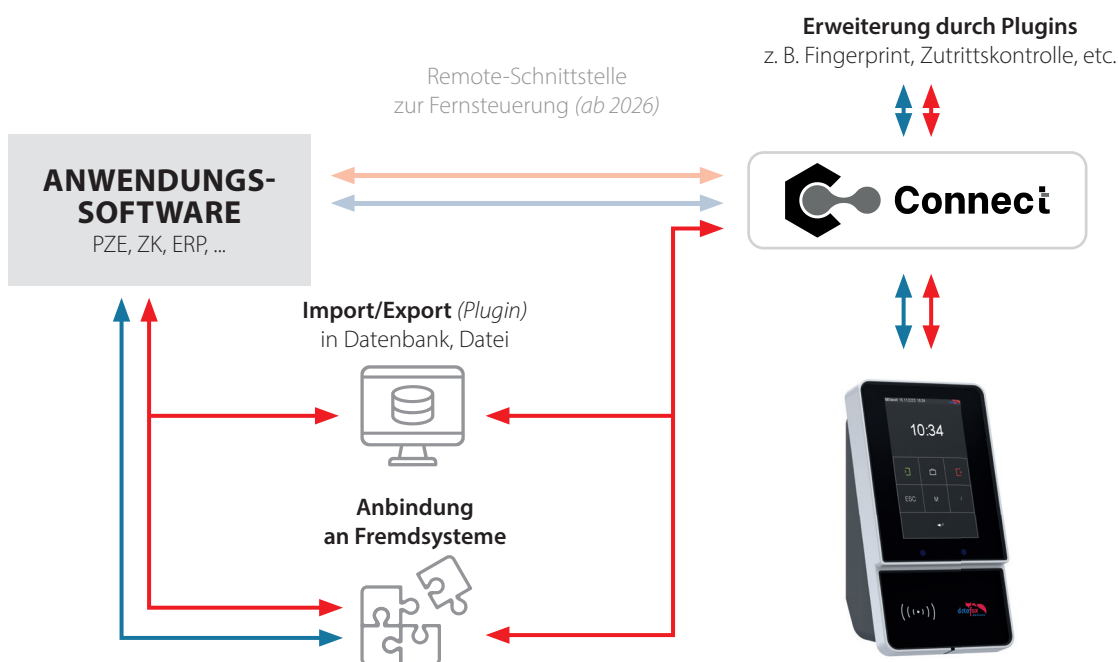 Erweiterung durch Plugins
z. B. Fingerprint, Zutrittskontrolle, etc.
Remote-Schnittstelle
zur Fernsteuerung (ab 2026)
ANWENDUNGS-
SOFTWARE
PZE, ZK, ERP, ...
Connect
Import/Export (Plugin)
in Datenbank, Datei
10:34
ESC M /
Anbindung
an Fremdsysteme
datafox